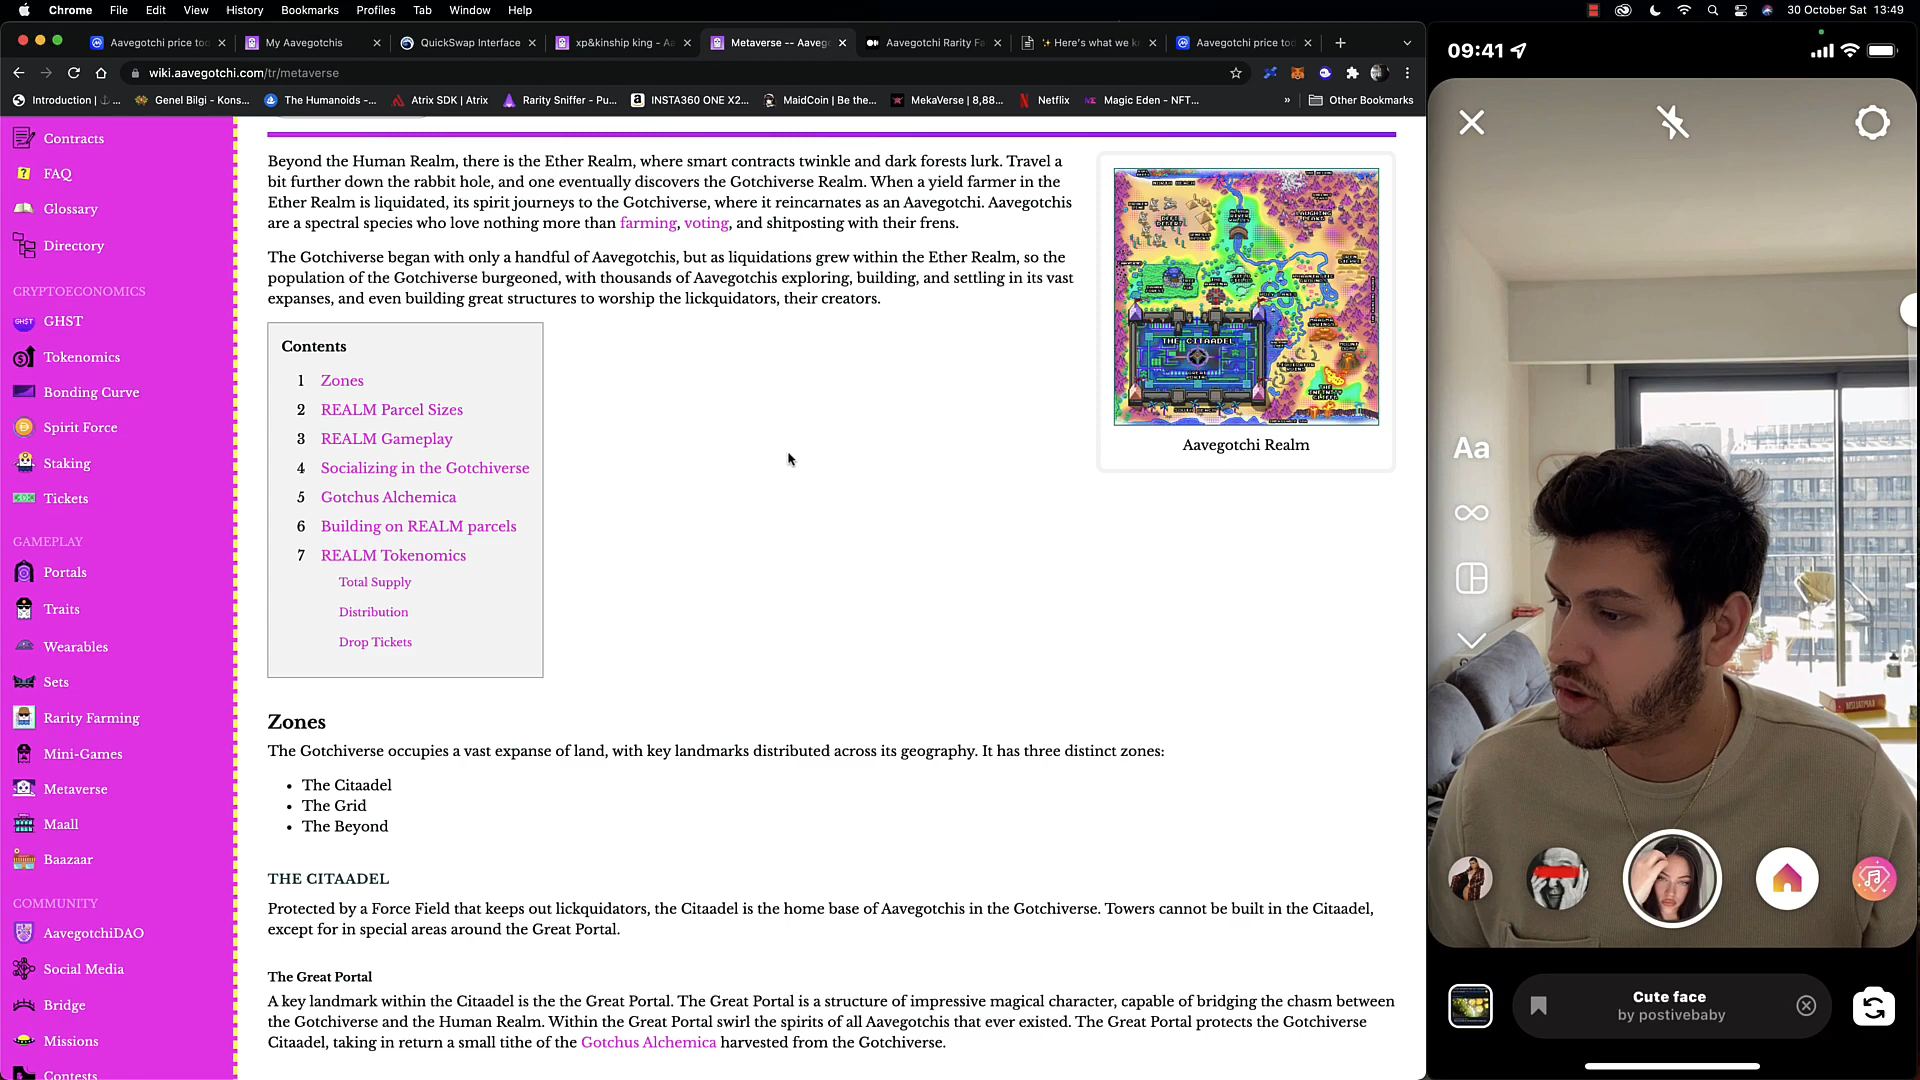 Chrome File Edit View History Bookmarks Profiles Tab Window Help 30 October Sat 13:49
Aavegotchi price too
My Aavegotchis
QuickSwap Interface
xp&kinship king - Aa
Metaverse -- Aaveg
Aavegotchi Rarity Fa
✨ Here's what we k
Aavegotchi price too
wiki.aavegotchi.com/tr/metaverse
Introduction | ⚓ ...
Genel Bilgi - Kons...
The Humanoids -...
Atrix SDK | Atrix
Rarity Sniffer - Pu...
INSTA360 ONE X2...
MaidCoin | Be the...
MekaVerse | 8,88...
Netflix
Magic Eden - NFT...
»
Other Bookmarks
Contracts
FAQ
Glossary
Directory
CRYPTOECONOMICS
GHST
Tokenomics
Bonding Curve
Spirit Force
Staking
Tickets
GAMEPLAY
Portals
Traits
Wearables
Sets
Rarity Farming
Mini-Games
Metaverse
Maall
Baazaar
COMMUNITY
AavegotchiDAO
Social Media
Bridge
Missions
Contests
Beyond the Human Realm, there is the Ether Realm, where smart contracts twinkle and dark forests lurk. Travel a
bit further down the rabbit hole, and one eventually discovers the Gotchiverse Realm. When a yield farmer in the
Ether Realm is liquidated, its spirit journeys to the Gotchiverse, where it reincarnates as an Aavegotchi. Aavegotchis
are a spectral species who love nothing more than farming, voting, and shitposting with their frens.
The Gotchiverse began with only a handful of Aavegotchis, but as liquidations grew within the Ether Realm, so the
population of the Gotchiverse burgeoned, with thousands of Aavegotchis exploring, building, and settling in its vast
expanses, and even building great structures to worship the lickquidators, their creators.
THE CITAADEL
Aavegotchi Realm
Contents
1 Zones
2 REALM Parcel Sizes
3 REALM Gameplay
4 Socializing in the Gotchiverse
5 Gotchus Alchemica
6 Building on REALM parcels
7 REALM Tokenomics
Total Supply
Distribution
Drop Tickets
Zones
The Gotchiverse occupies a vast expanse of land, with key landmarks distributed across its geography. It has three distinct zones:
• The Citaadel
• The Grid
• The Beyond
THE CITAADEL
Protected by a Force Field that keeps out lickquidators, the Citaadel is the home base of Aavegotchis in the Gotchiverse. Towers cannot be built in the Citaadel,
except for in special areas around the Great Portal.
The Great Portal
A key landmark within the Citaadel is the the Great Portal. The Great Portal is a structure of impressive magical character, capable of bridging the chasm between
the Gotchiverse and the Human Realm. Within the Great Portal swirl the spirits of all Aavegotchis that ever existed. The Great Portal protects the Gotchiverse
Citaadel, taking in return a small tithe of the Gotchus Alchemica harvested from the Gotchiverse.
09:41
Aa
Cute face
by postivebaby